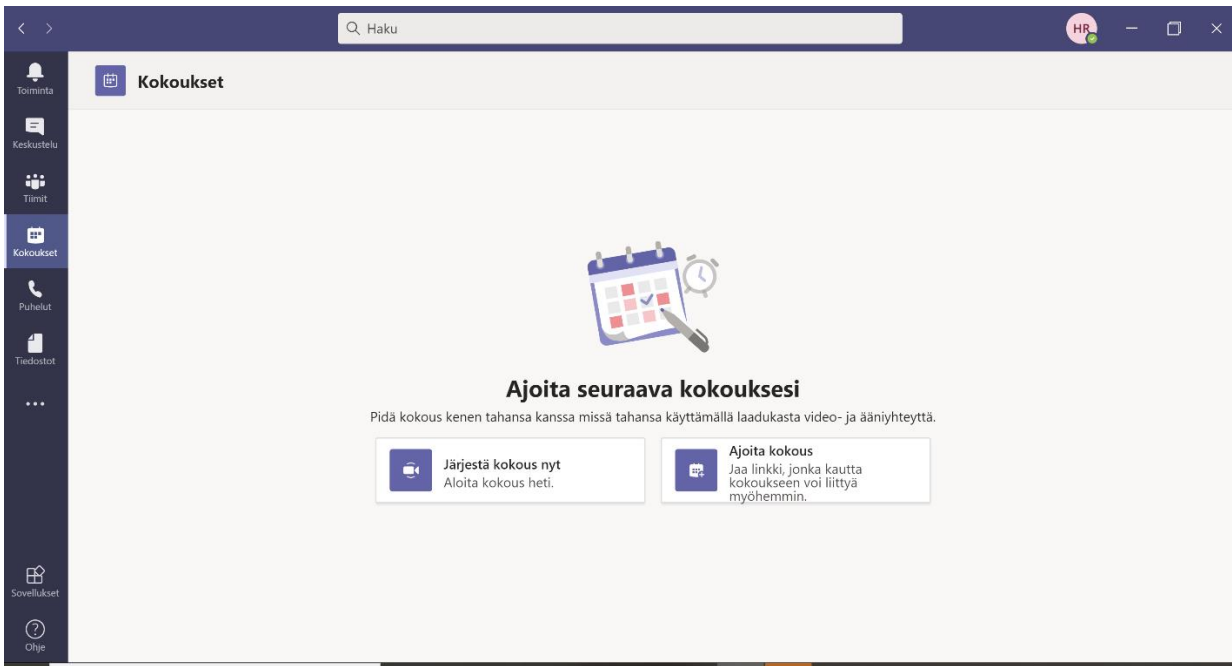 Haku
HR
Toiminta
Kokoukset
Keskustelu
Tiimit
Kokoukset
Puhelut
Tiedostot
Ajoita seuraava kokouksesi
Pidä kokous kenen tahansa kanssa missä tahansa käyttämällä laadukasta video- ja ääniyhteyttä.
Järjestä kokous nyt
Aloita kokous heti.
Ajoita kokous
Jaa linkki, jonka kautta
kokoukseen voi liittyä
myöhemmin.
Sovellukset
Ohje